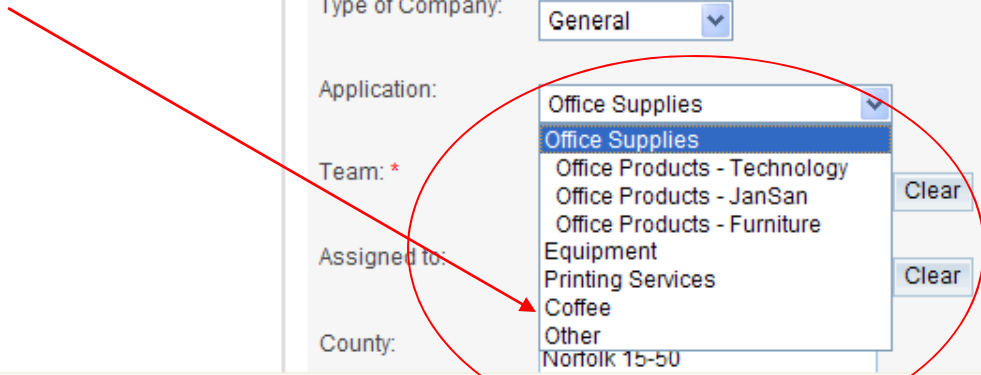 Type of Company:
General
Application:
Office Supplies
Office Supplies
Office Products - Technology
Team: *
Office Products - JanSan
Clear
Office Products - Furniture
Equipment
Assigned to:
Printing Services
Clear
Coffee
Other
County:
Norfolk 15-50